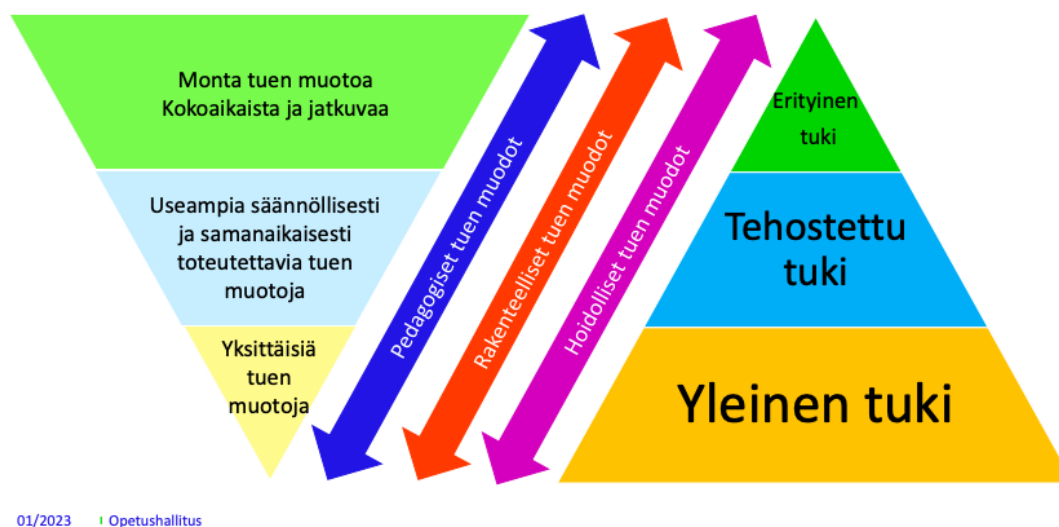 Monta tuen muotoa
Kokoaikaista ja jatkuvaa
Useampia säännöllisesti
ja samanaikaisesti
toteutettavia tuen
muotoja
Yksittäisiä
tuen
muotoja
Pedagogiset tuen muodot
Rakenteelliset tuen muodot
Hoidolliset tuen muodot
Erityinen
tuki
Tehostettu
tuki
Yleinen tuki
01/2023 Opetushallitus